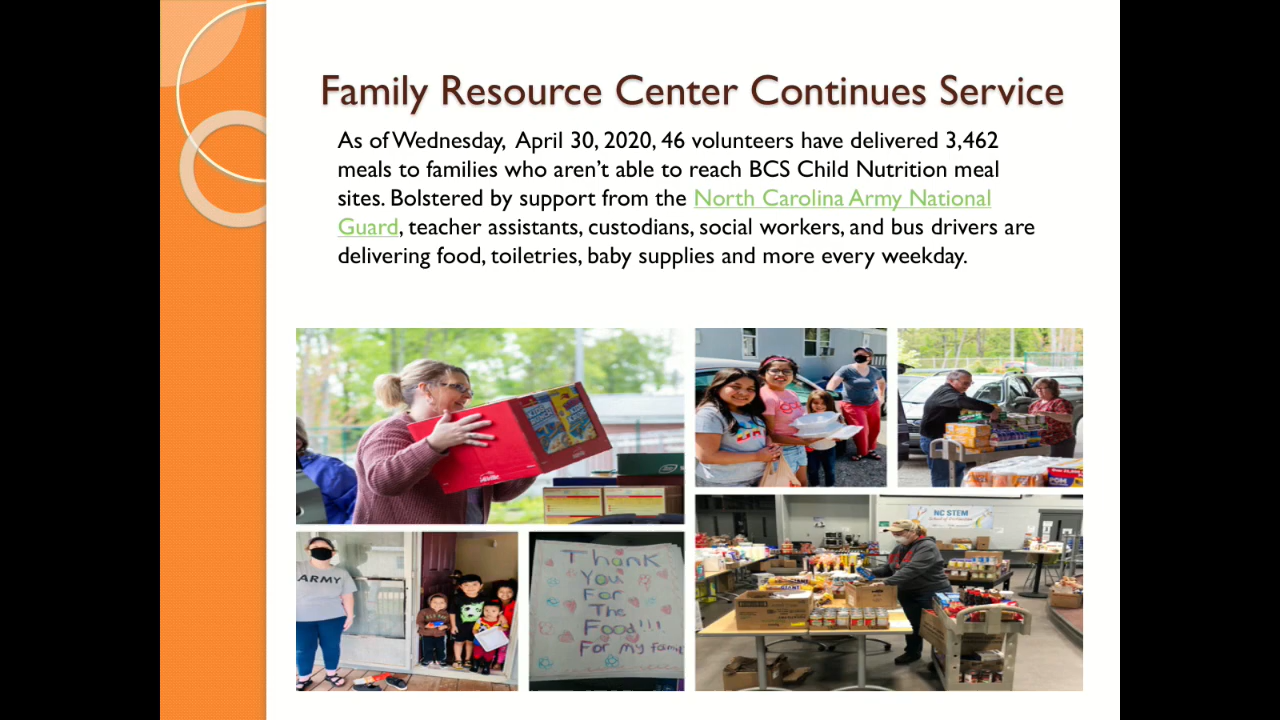 Family Resource Center Continues Service
As of Wednesday, April 30, 2020, 46 volunteers have delivered 3,462
meals to families who aren't able to reach BCS Child Nutrition meal
sites. Bolstered by support from the North Carolina Army National
Guard, teacher assistants, custodians, social workers, and bus drivers are
delivering food, toiletries, baby supplies and more every weekday.
ARMY
Thank
You
For
The
Food!!!
For my famil
NC STEM